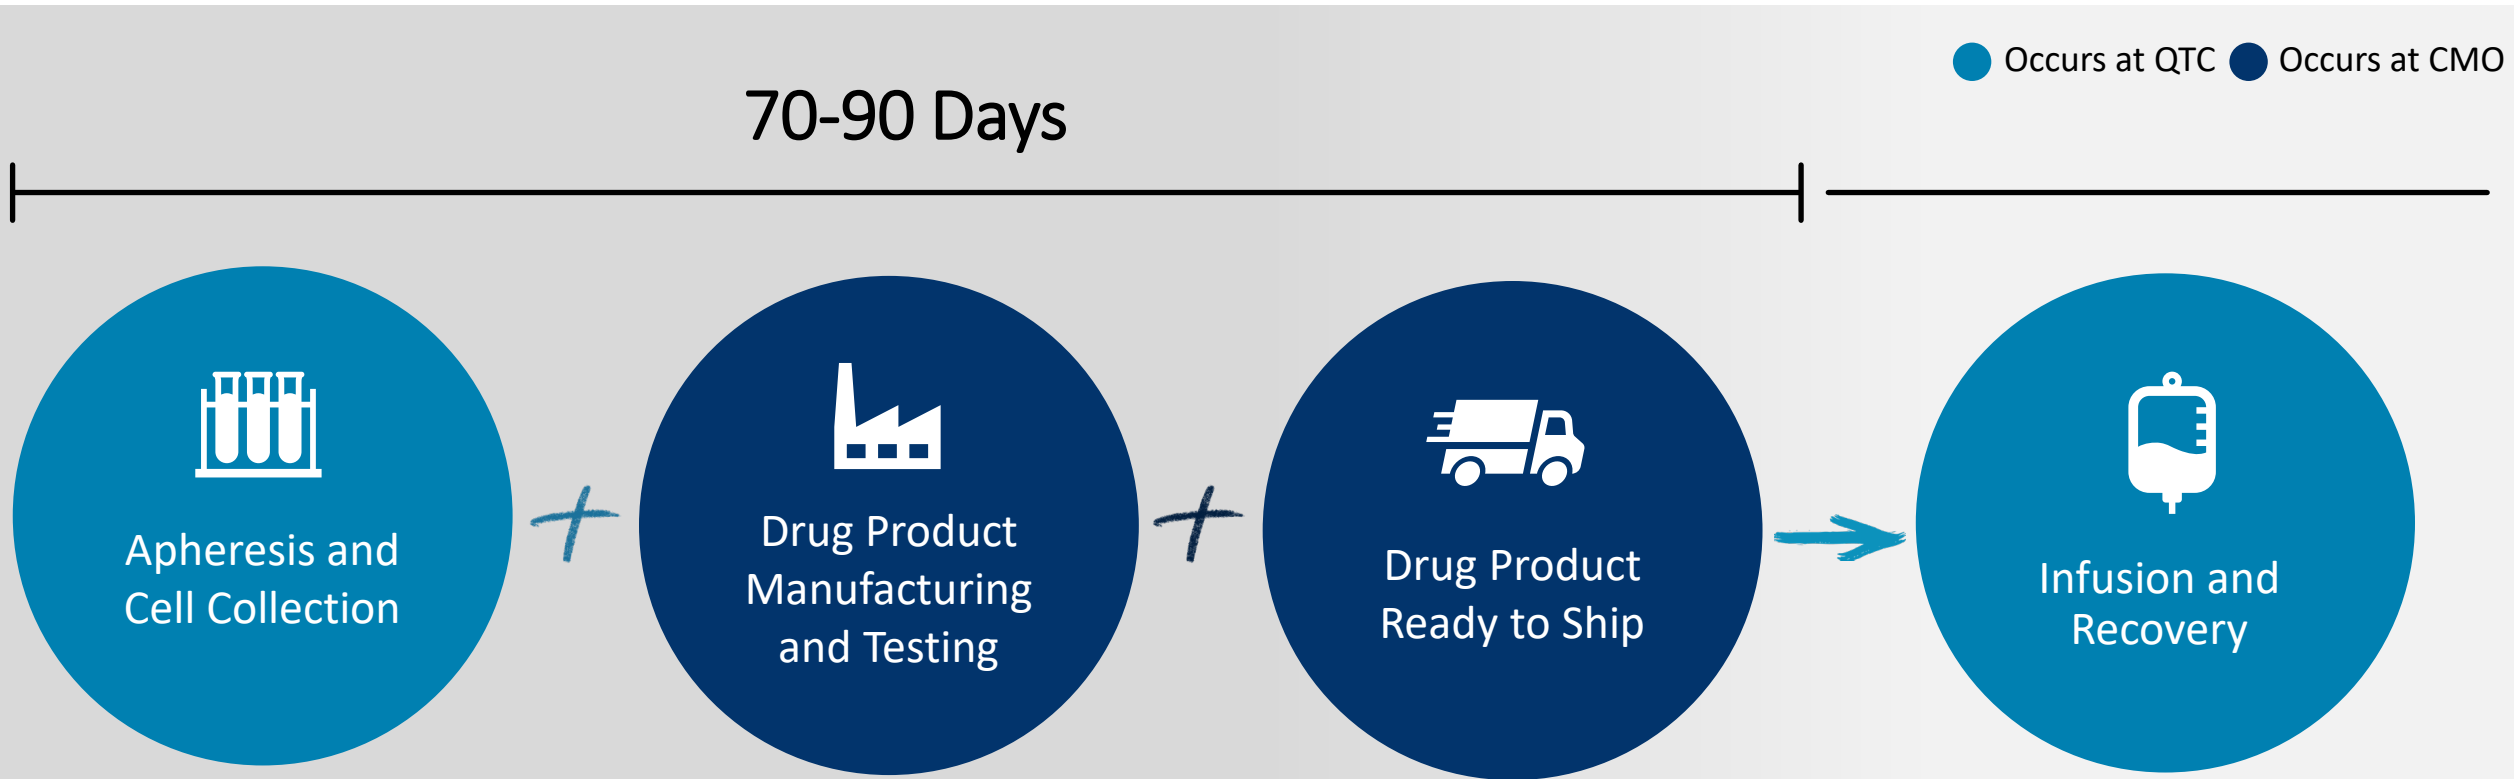 Occurs at QTC
Occurs at CMO
70-90 Days
Apheresis and
Cell Collection
Drug Product
Manufacturing
and Testing
Drug Product
Ready to Ship
Infusion and
Recovery